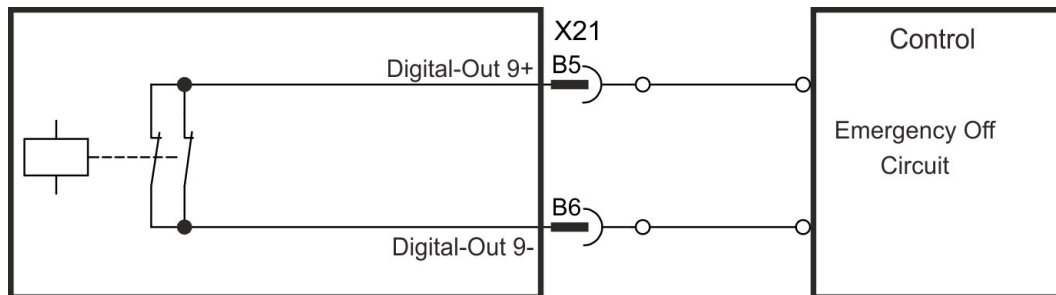 X21
Control
Digital-Out 9+
B5
Emergency Off
Circuit
B6
Digital-Out 9-